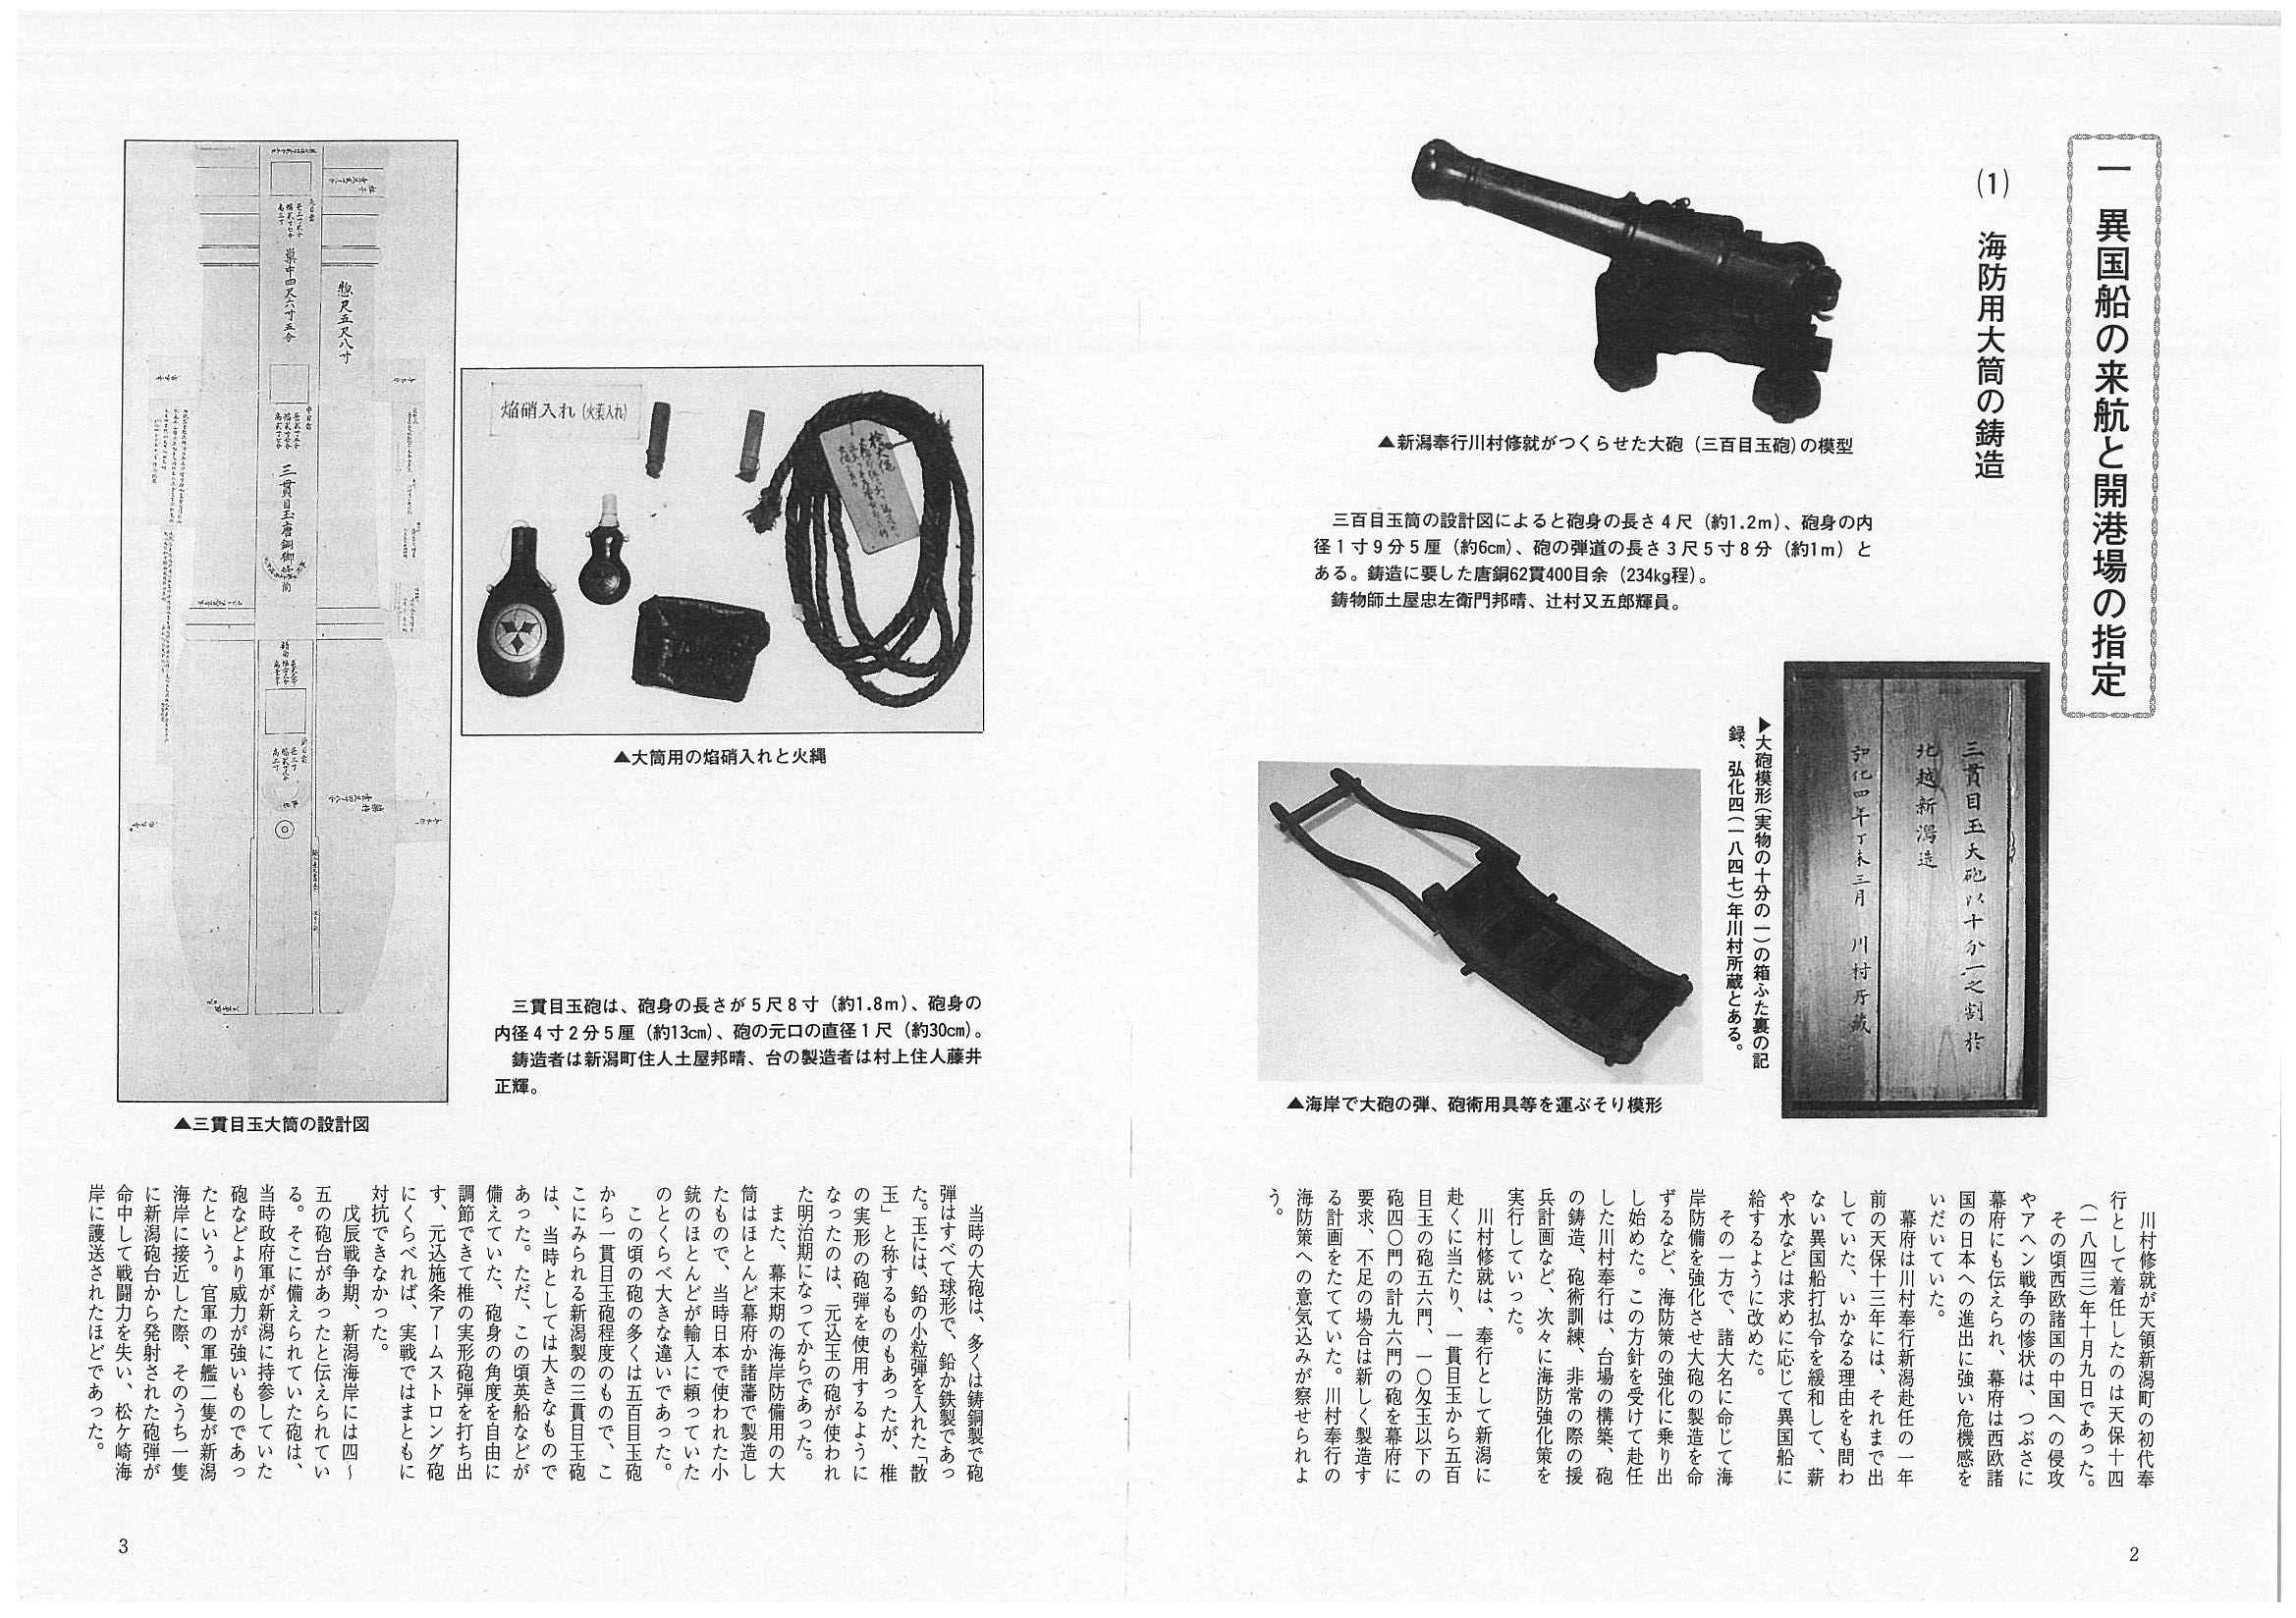 一 異国船の来航と開港場の指定
(1) 海防用大筒の鋳造
▲新潟奉行川村修就がつくらせた大砲（三百目玉砲）の模型
三百目玉筒の設計図によると砲身の長さ4尺（約1.2m）、砲身の内
径1寸9分5厘（約6cm）、砲の弾道の長さ3尺5寸8分（約1m）と
ある。鋳造に要した唐銅62貫400目余（234kg程）。
鋳物師土屋忠左衛門邦晴、辻村又五郎輝員。
三貫目玉大砲以十分一之割於
北越新潟造
弘化四年丁未三月 川村所蔵
▶大砲模形（実物の十分の一）の箱ふた裏の記
録、弘化四（一八四七）年川村所蔵とある。
▲海岸で大砲の弾、砲術用具等を運ぶそり模形
川村修就が天領新潟町の初代奉
行として着任したのは天保十四
（一八四三）年十月九日であった。
その頃西欧諸国の中国への侵攻
やアヘン戦争の惨状は、つぶさに
幕府にも伝えられ、幕府は西欧諸
国の日本への進出に強い危機感を
いだいていた。
幕府は川村奉行新潟赴任の一年
前の天保十三年には、それまで出
していた、いかなる理由をも問わ
ない異国船打払令を緩和して、薪
や水などは求めに応じて異国船に
給するように改めた。
その一方で、諸大名に命じて海
岸防備を強化させ大砲の製造を命
ずるなど、海防策の強化に乗り出
し始めた。この方針を受けて赴任
した川村奉行は、台場の構築、砲
の鋳造、砲術訓練、非常の際の援
兵計画など、次々に海防強化策を
実行していった。
川村修就は、奉行として新潟に
赴くに当たり、一貫目玉から五百
目玉の砲五六門、一〇匁玉以下の
砲四〇門の計九六門の砲を幕府に
要求、不足の場合は新しく製造す
る計画をたてていた。川村奉行の
海防策への意気込みが察せられよ
う。
2
惣尺五尺八寸
巣中四尺六寸五分
三貫目玉唐銅御筒
▲三貫目玉大筒の設計図
焔硝入れ（火薬入れ）
▲大筒用の焔硝入れと火縄
三貫目玉砲は、砲身の長さが5尺8寸（約1.8m）、砲身の
内径4寸2分5厘（約13cm）、砲の元口の直径1尺（約30cm）。
鋳造者は新潟町住人土屋邦晴、台の製造者は村上住人藤井
正輝。
当時の大砲は、多くは鋳銅製で砲
弾はすべて球形で、鉛か鉄製であっ
た。玉には、鉛の小粒弾を入れた「散
玉」と称するものもあったが、椎
の実形の砲弾を使用するように
なったのは、元込玉の砲が使われ
た明治期になってからであった。
また、幕末期の海岸防備用の大
筒はほとんど幕府か諸藩で製造し
たもので、当時日本で使われた小
銃のほとんどが輸入に頼っていた
のとくらべ大きな違いであった。
この頃の砲の多くは五百目玉砲
から一貫目玉砲程度のもので、こ
こにみられる新潟製の三貫目玉砲
は、当時としては大きなもので
あった。ただ、この頃英船などが
備えていた、砲身の角度を自由に
調節できて椎の実形砲弾を打ち出
す、元込施条アームストロング砲
にくらべれば、実戦ではまともに
対抗できなかった。
戊辰戦争期、新潟海岸には四〜
五の砲台があったと伝えられてい
る。そこに備えられていた砲は、
当時政府軍が新潟に持参していた
砲などより威力が強いものであっ
たという。官軍の軍艦二隻が新潟
海岸に接近した際、そのうち一隻
に新潟砲台から発射された砲弾が
命中して戦闘力を失い、松ケ崎海
岸に護送されたほどであった。
3